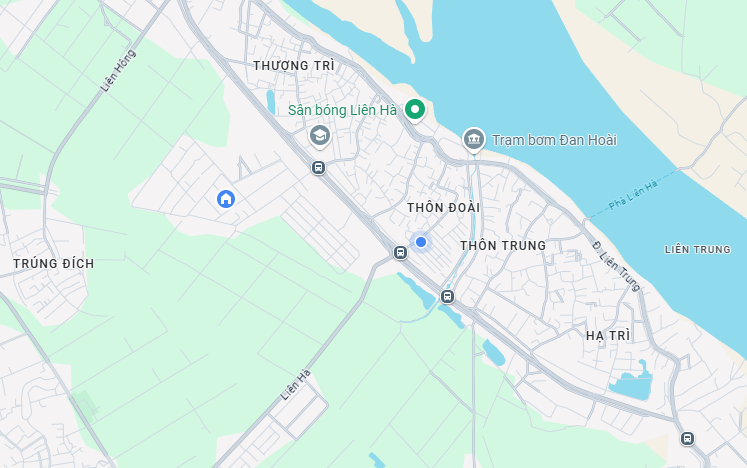 Liên Hồng
THƯỢNG TRÌ
Sân bóng Liên Hà
Trạm bơm Đan Hoài
Phà Liên Hà
THÔN ĐOÀI
THÔN TRUNG
LIÊN TRUNG
TRÚNG ĐÍCH
Đ. Liên Trung
HẠ TRÌ
Liên Hà